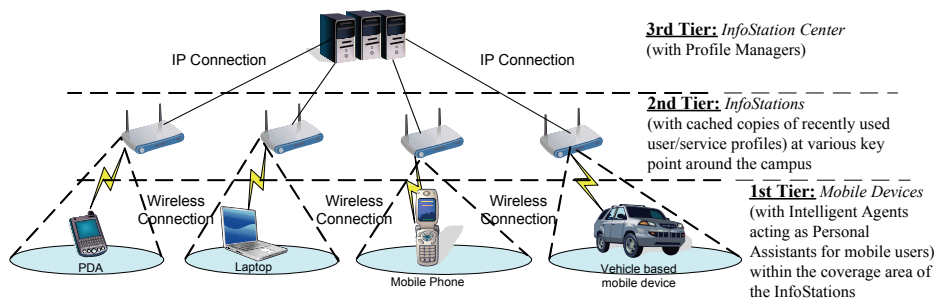 3rd Tier: InfoStation Center
(with Profile Managers)
IP Connection
IP Connection
2nd Tier: InfoStations
(with cached copies of recently used
user/service profiles) at various key
point around the campus
1st Tier: Mobile Devices
(with Intelligent Agents
acting as Personal
Assistants for mobile users)
within the coverage area of
the InfoStations
Wireless
Connection
Wireless
Connection
Wireless
Connection
PDA
Laptop
Mobile Phone
Vehicle based
mobile device